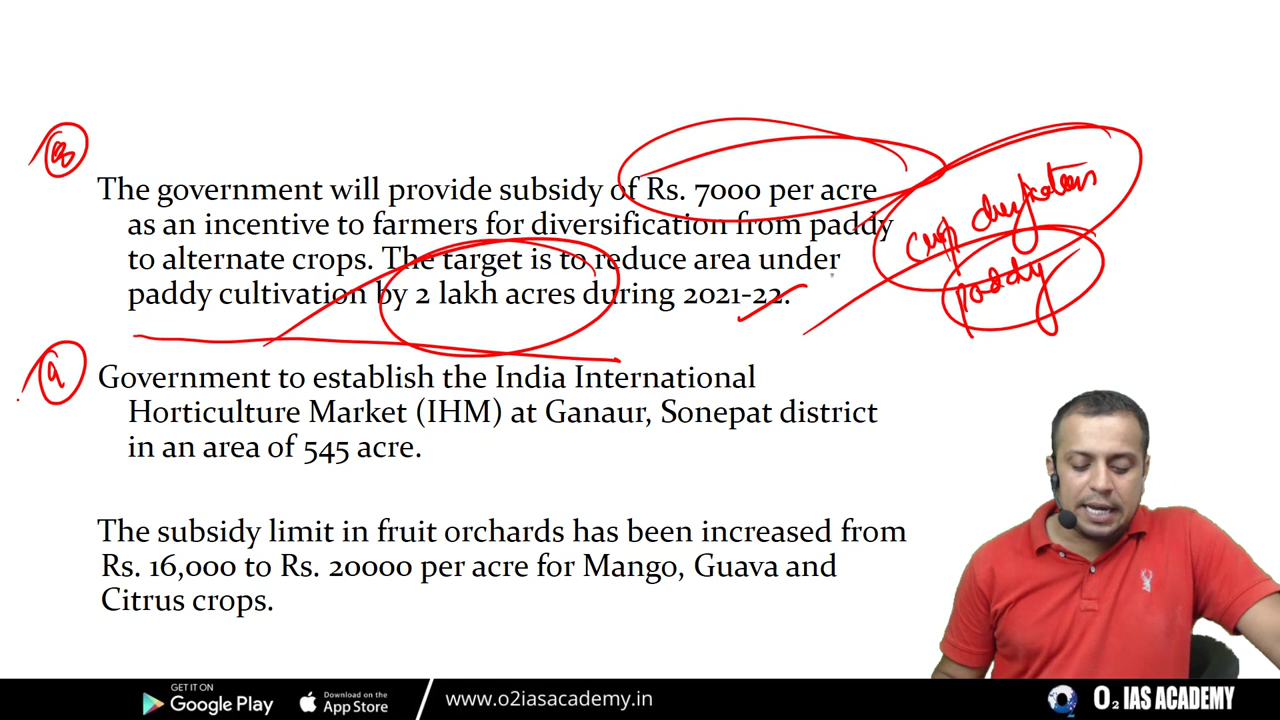 8
The government will provide subsidy of Rs. 7000 per acre
as an incentive to farmers for diversification from paddy
to alternate crops. The target is to reduce area under
paddy cultivation by 2 lakh acres during 2021-22.
crop
paddy
9
Government to establish the India International
Horticulture Market (IHM) at Ganaur, Sonepat district
in an area of 545 acre.
The subsidy limit in fruit orchards has been increased from
Rs. 16,000 to Rs. 20000 per acre for Mango, Guava and
Citrus crops.
GET IT ON
Google Play
Download on the
App Store
www.o2iasacademy.in
O2 IAS ACADEMY